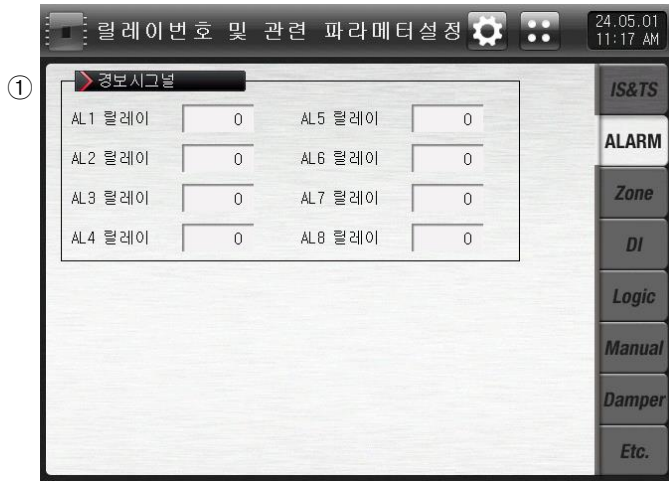 릴레이번호 및 관련 파라메터설정
24.05.01
11:17 AM
①
경보시그널
AL1 릴레이 0 AL5 릴레이 0
AL2 릴레이 0 AL6 릴레이 0
AL3 릴레이 0 AL7 릴레이 0
AL4 릴레이 0 AL8 릴레이 0
IS&TS
ALARM
Zone
DI
Logic
Manual
Damper
Etc.